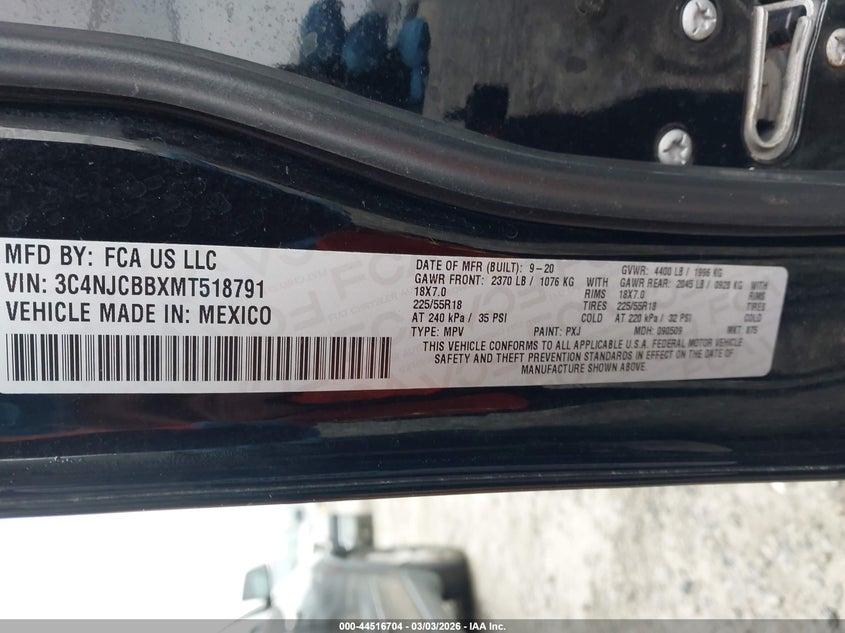 MFD BY: FCA US LLC
VIN: 3C4NJCBBXMT518791
VEHICLE MADE IN: MEXICO
DATE OF MFR (BUILT): 9-20 GVWR: 4400 LB / 1996 KG
GAWR FRONT: 2370 LB / 1076 KG WITH GAWR REAR: 2045 LB / 0928 KG WITH
18X7.0 RIMS 18X7.0 RIMS
225/55R18 TIRES 225/55R18 TIRES
AT 240 kPa / 35 PSI COLD AT 220 kPa / 32 PSI COLD
TYPE: MPV PAINT: PXJ MDH: 090509 MKT: 875
THIS VEHICLE CONFORMS TO ALL APPLICABLE U.S.A. FEDERAL MOTOR VEHICLE
SAFETY AND THEFT PREVENTION STANDARDS IN EFFECT ON THE DATE OF
MANUFACTURE SHOWN ABOVE.
000-44516704 - 03/03/2026 - IAA Inc.